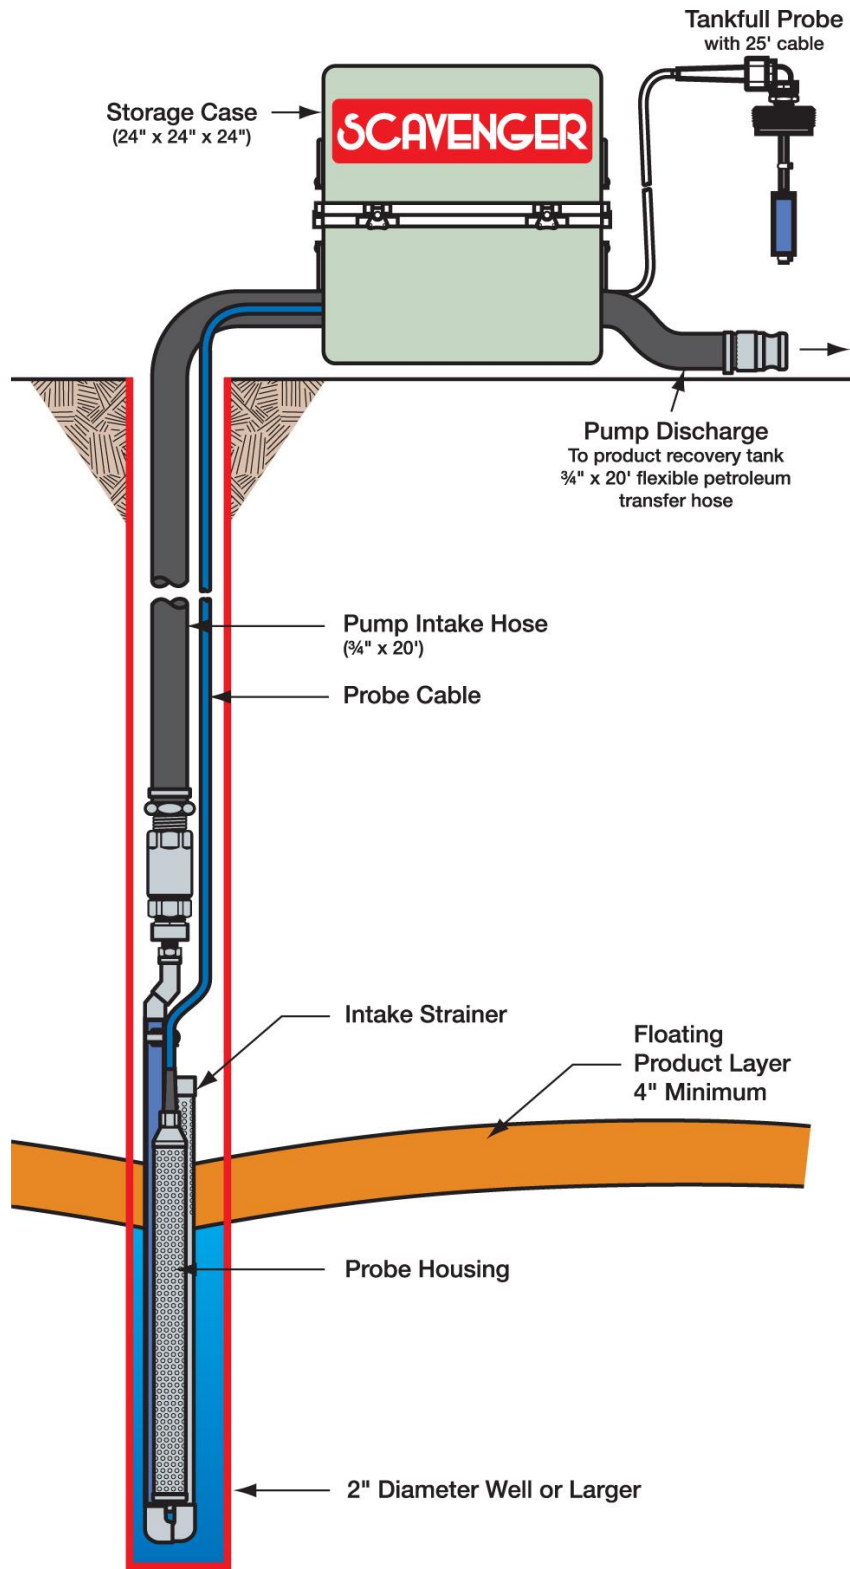 Tankfull Probe
with 25' cable
Storage Case
(24" x 24" x 24")
SCAVENGER
Pump Discharge
To product recovery tank
¾" x 20' flexible petroleum
transfer hose
Pump Intake Hose
(¾" x 20')
Probe Cable
Intake Strainer
Floating
Product Layer
4" Minimum
Probe Housing
2" Diameter Well or Larger